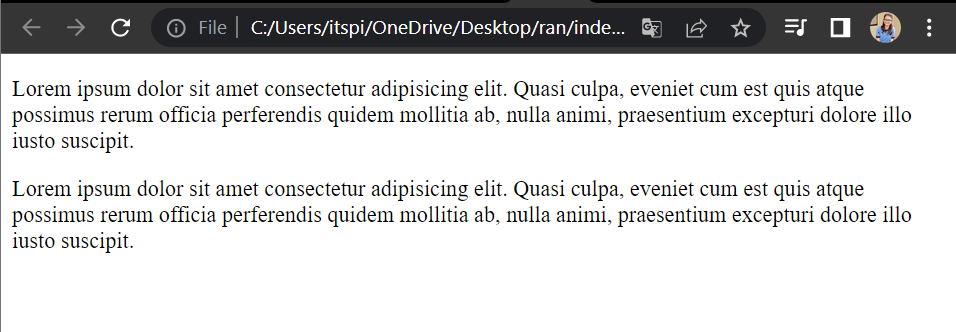 File | C:/Users/itspi/OneDrive/Desktop/ran/inde...
Lorem ipsum dolor sit amet consectetur adipisicing elit. Quasi culpa, eveniet cum est quis atque
possimus rerum officia perferendis quidem mollitia ab, nulla animi, praesentium excepturi dolore illo
iusto suscipit.
Lorem ipsum dolor sit amet consectetur adipisicing elit. Quasi culpa, eveniet cum est quis atque
possimus rerum officia perferendis quidem mollitia ab, nulla animi, praesentium excepturi dolore illo
iusto suscipit.